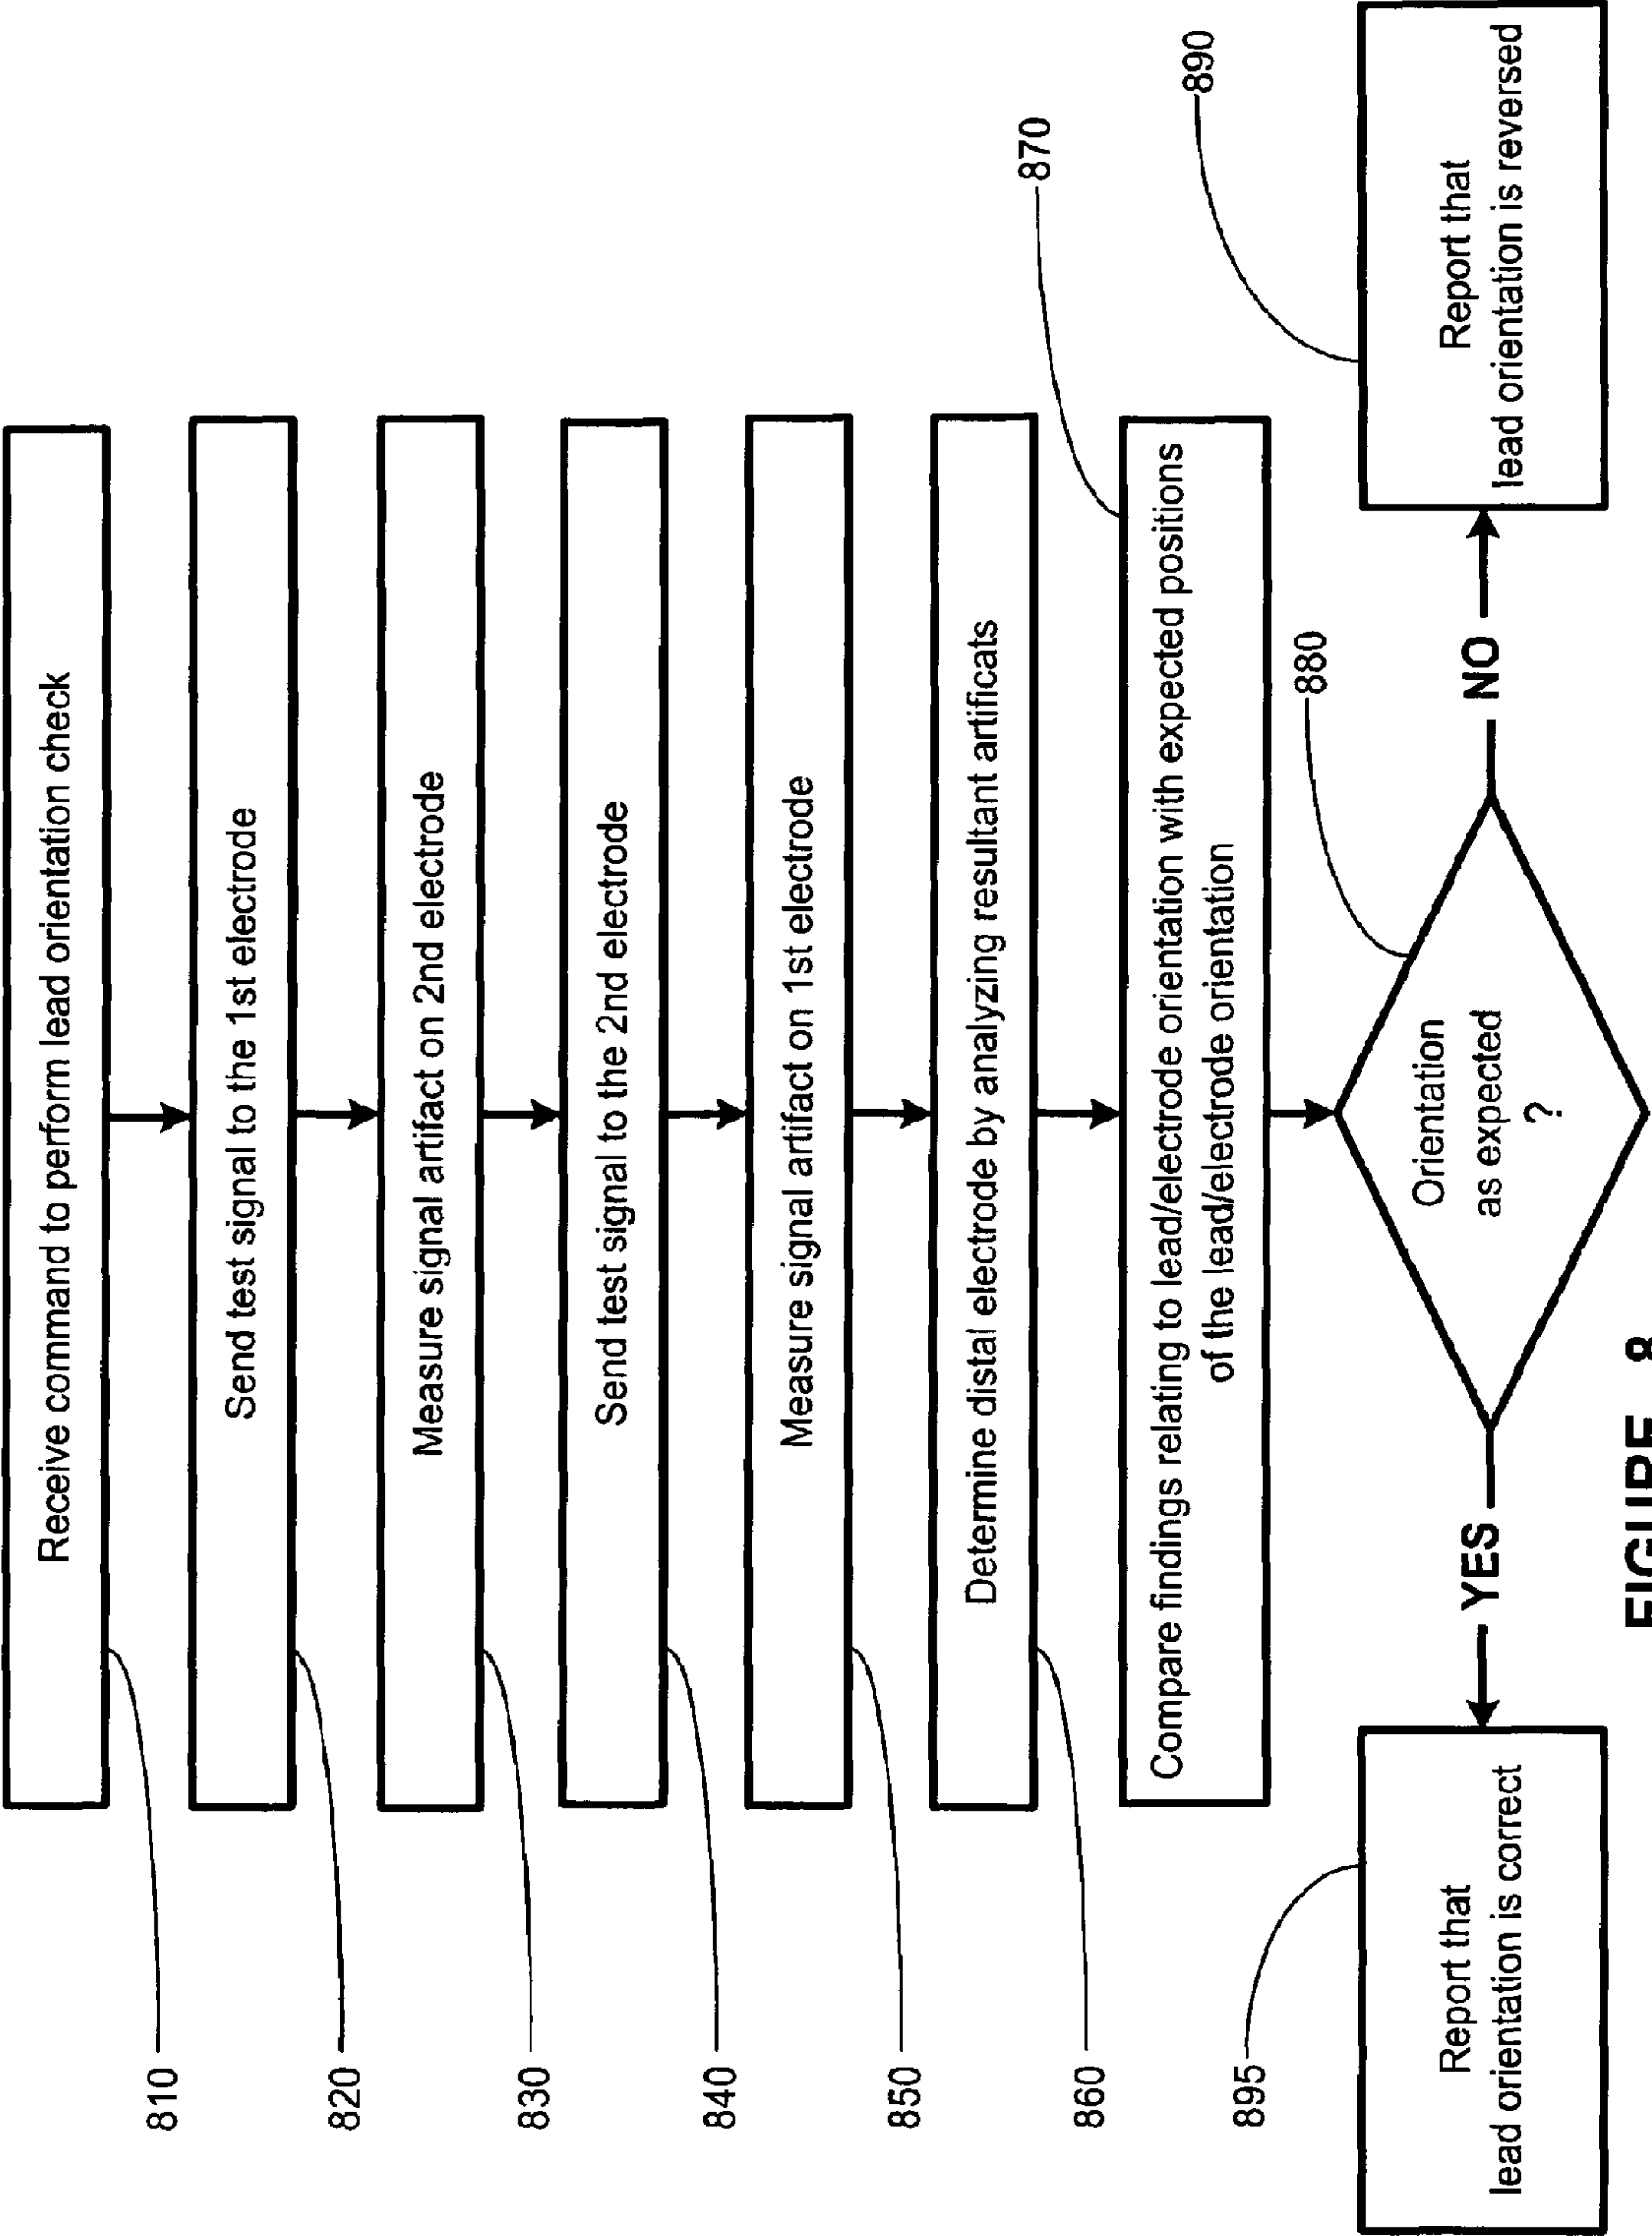 Receive command to perform lead orientation check
810
Send test signal to the 1st electrode
820
Measure signal artifact on 2nd electrode
830
Send test signal to the 2nd electrode
840
Measure signal artifact on 1st electrode
850
Determine distal electrode by analyzing resultant artificats
860
870
Compare findings relating to lead/electrode orientation with expected positions
of the lead/electrode orientation
880
Orientation
as expected
?
YES
NO
895
Report that
lead orientation is correct
890
Report that
lead orientation is reversed
FIGURE 8